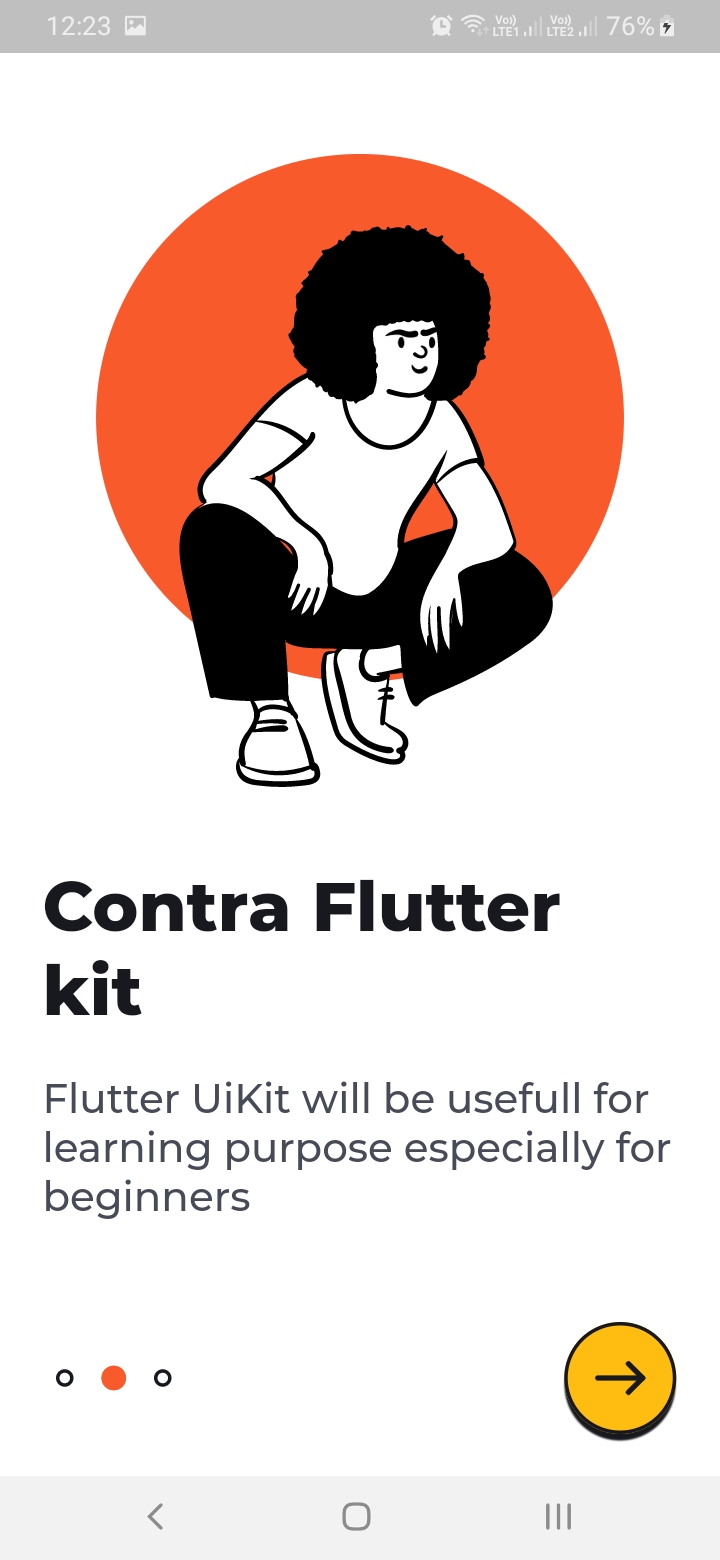 12:23 Vo) LTE1 Vo) LTE2 76%
Contra Flutter
kit
Flutter UiKit will be usefull for
learning purpose especially for
beginners